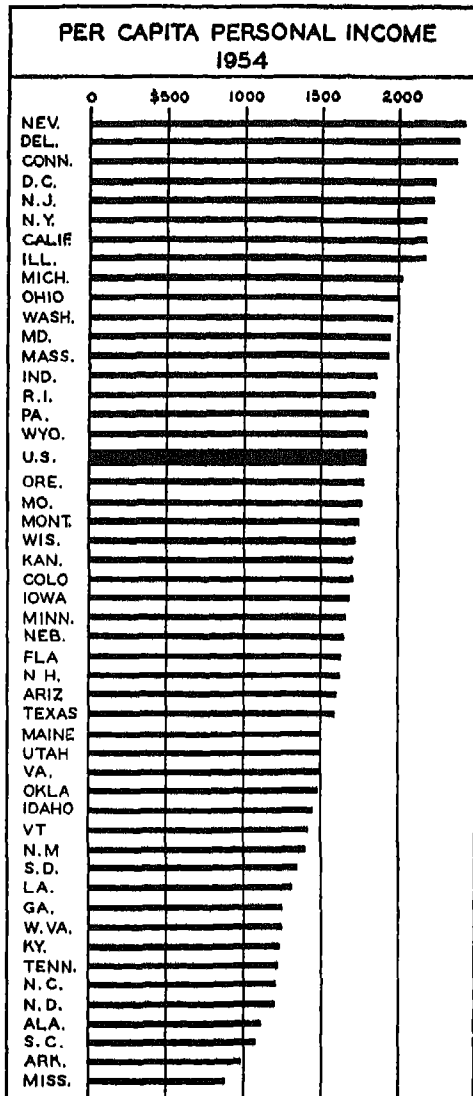 PER CAPITA PERSONAL INCOME
1954
0 $500 1000 1500 2000
NEV.
DEL.
CONN.
D.C.
N.J.
N.Y.
CALIF.
ILL.
MICH.
OHIO
WASH.
MD.
MASS.
IND.
R.I.
PA.
WYO.
U.S.
ORE.
MO.
MONT.
WIS.
KAN.
COLO
IOWA
MINN.
NEB.
FLA
N H.
ARIZ
TEXAS
MAINE
UTAH
VA.
OKLA
IDAHO
VT
N.M
S.D.
LA.
GA.
W.VA.
KY.
TENN.
N.C.
N.D.
ALA.
S.C.
ARK.
MISS.